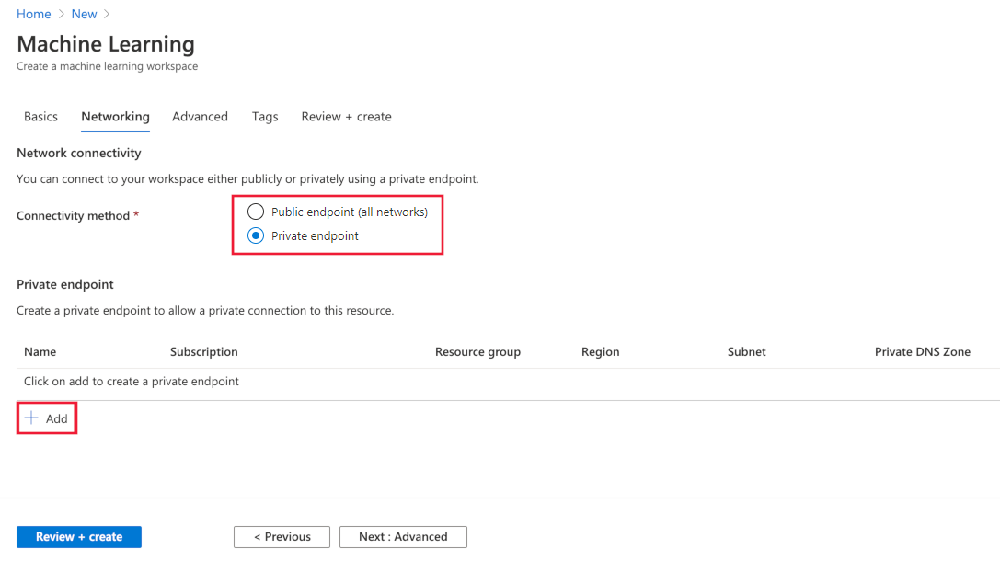 Home > New >
Machine Learning
Create a machine learning workspace
Basics Networking Advanced Tags Review + create
Network connectivity
You can connect to your workspace either publicly or privately using a private endpoint.
Connectivity method *
Public endpoint (all networks)
Private endpoint
Private endpoint
Create a private endpoint to allow a private connection to this resource.
Name Subscription Resource group Region Subnet Private DNS Zone
Click on add to create a private endpoint
+ Add
Review + create < Previous Next : Advanced